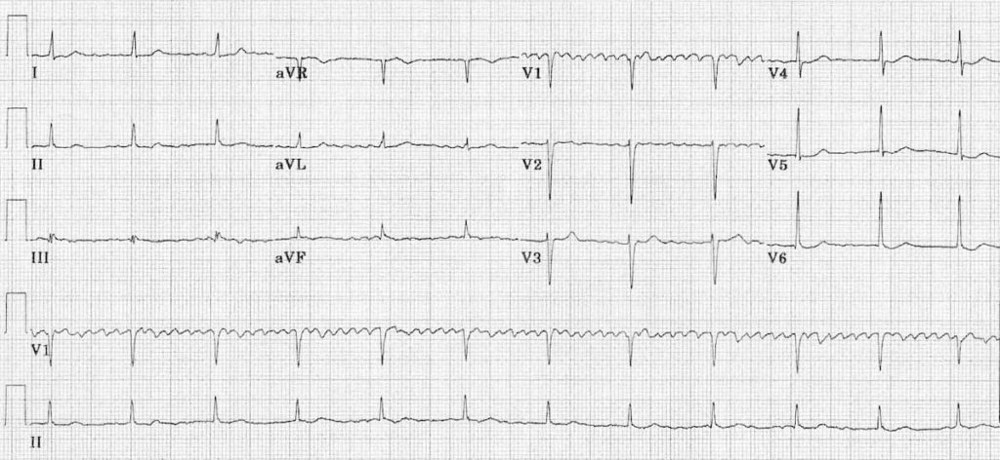 I aVR V1 V4
II aVL V2 V5
III aVF V3 V6
V1
II